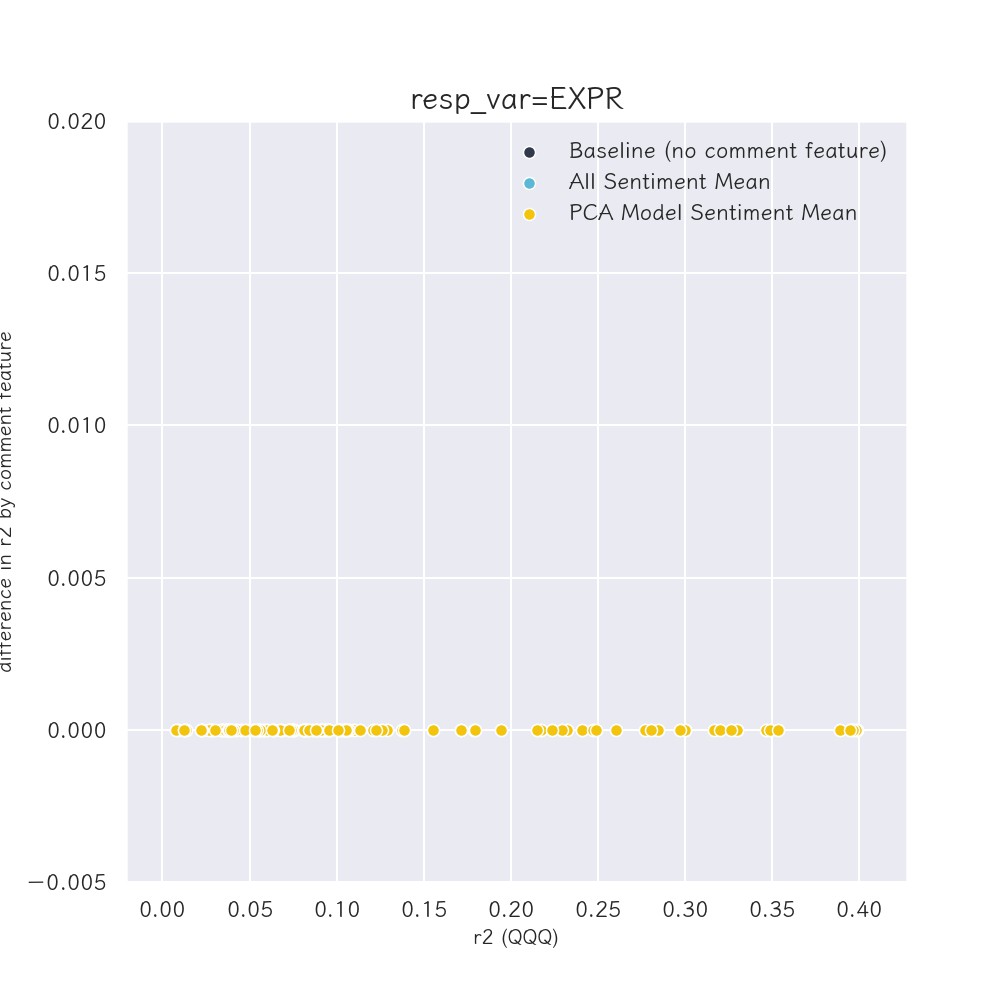 resp_var=EXPR
0.020
Baseline (no comment feature)
All Sentiment Mean
PCA Model Sentiment Mean
0.015
0.010
0.005
0.000
−0.005
difference in r2 by comment feature
0.00 0.05 0.10 0.15 0.20 0.25 0.30 0.35 0.40
r2 (QQQ)